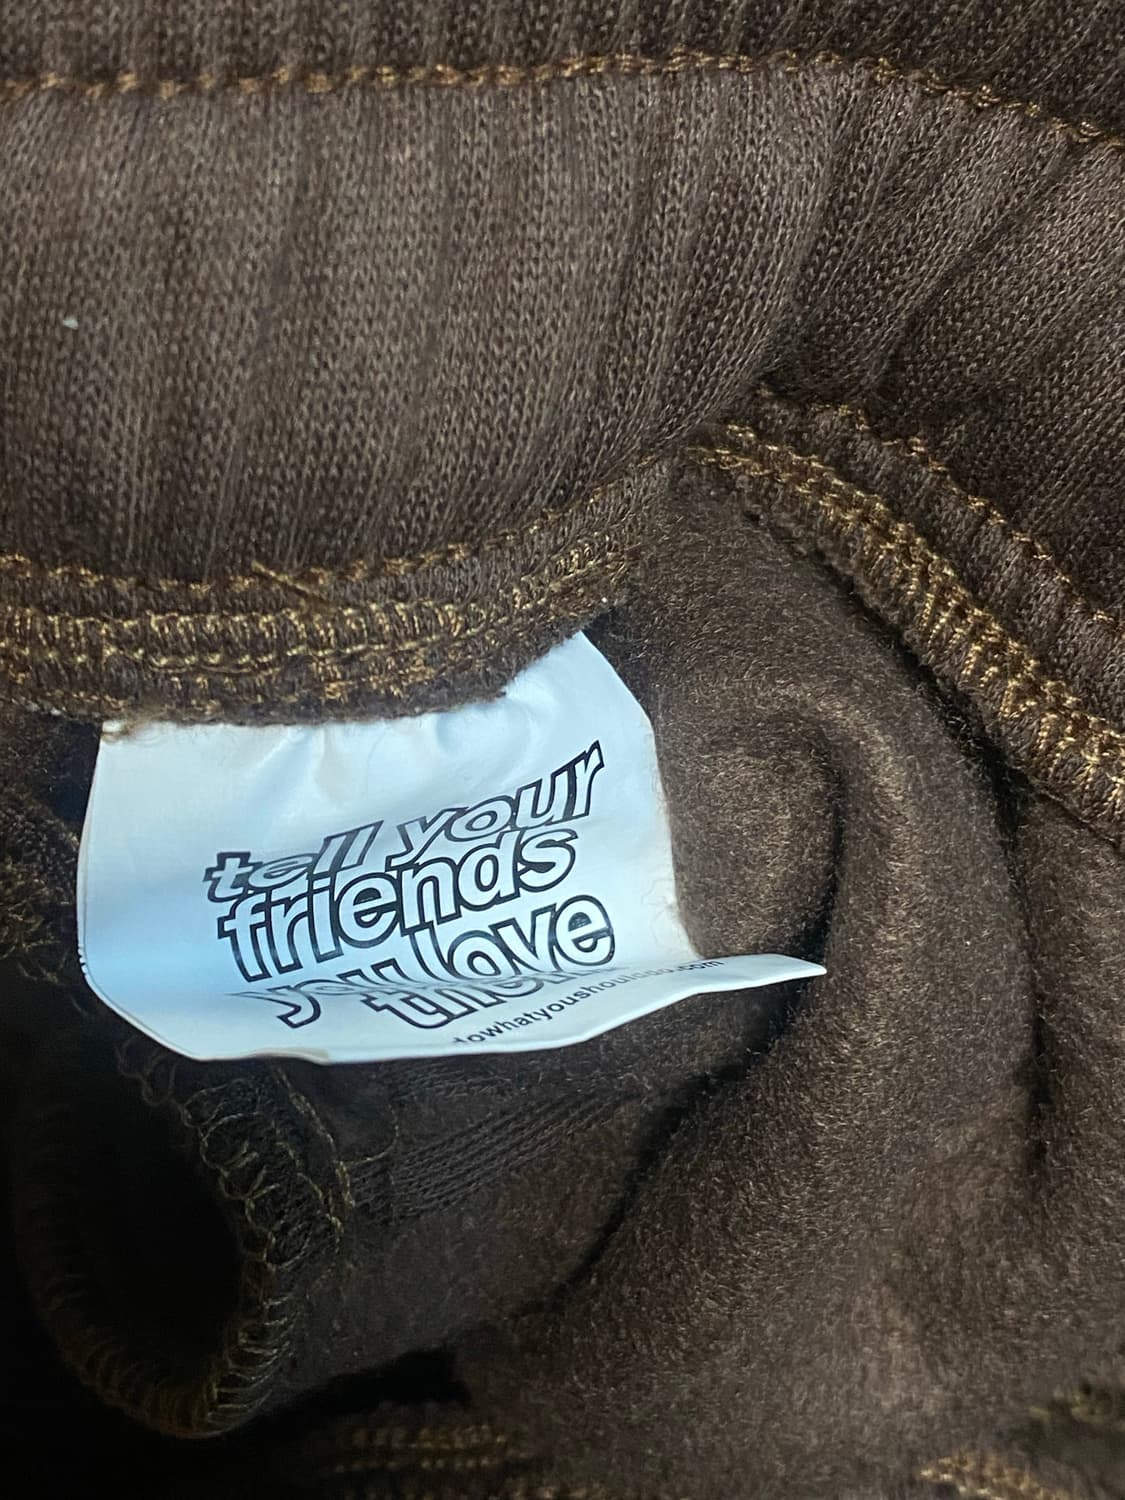 tell your
friends
you love
them
dowhatyoushoulddo.com